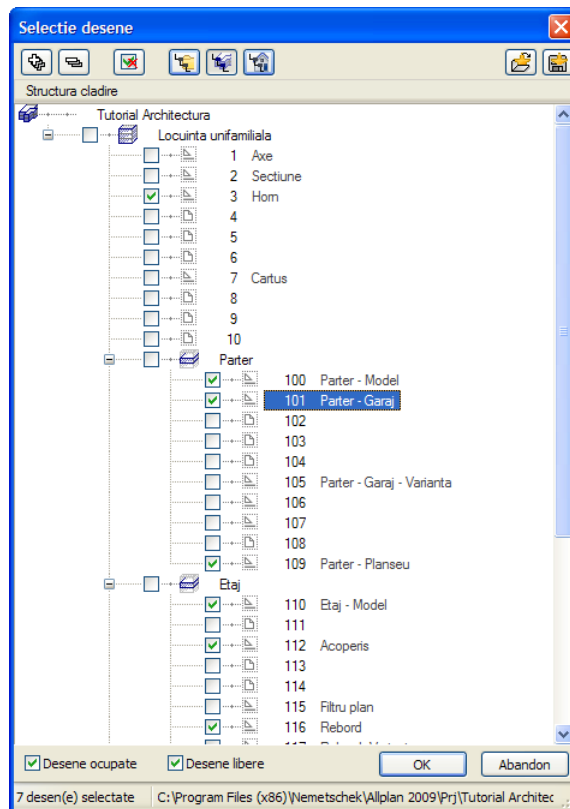 Selectie desene
Structura cladire
Tutorial Architectura
Locuinta unifamiliala
1 Axe
2 Sectiune
3 Horn
4
5
6
7 Cartus
8
9
10
Parter
100 Parter - Model
101 Parter - Garaj
102
103
104
105 Parter - Garaj - Varianta
106
107
108
109 Parter - Planseu
Etaj
110 Etaj - Model
111
112 Acoperis
113
114
115 Filtru plan
116 Rebord
Desene ocupate Desene libere OK Abandon
7 desen(e) selectate C:\Program Files (x86)\Nemetschek\Allplan 2009\Prj\Tutorial Architec